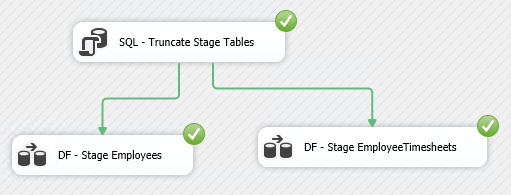 SQL - Truncate Stage Tables
DF - Stage Employees
DF - Stage EmployeeTimesheets